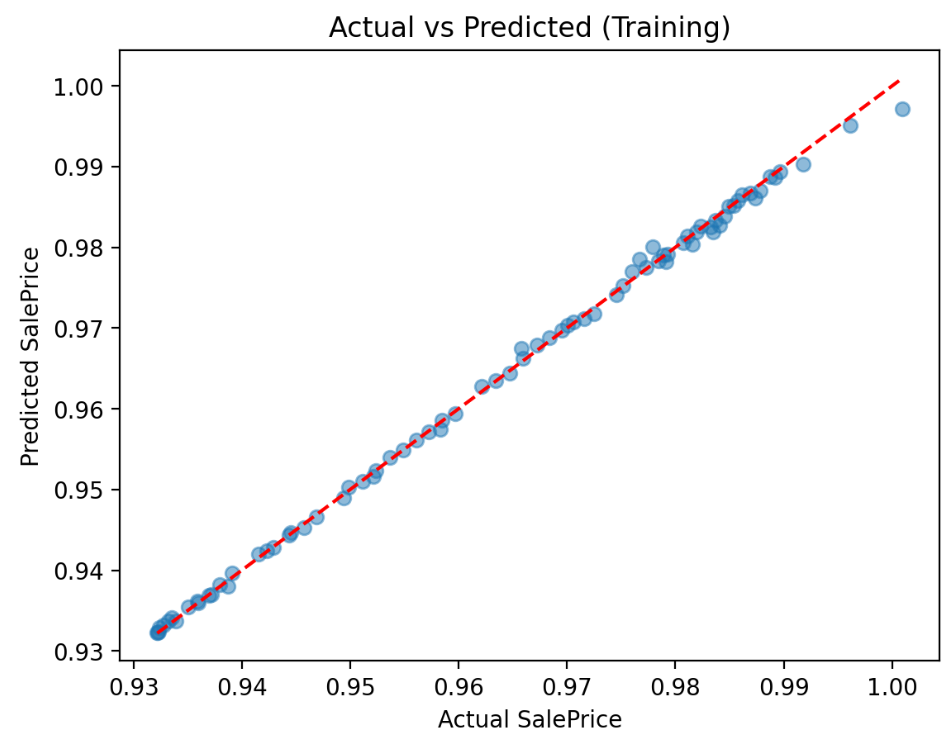 Actual vs Predicted (Training)
1.00
0.99
0.98
0.97
0.96
0.95
0.94
0.93
Predicted SalePrice
0.93 0.94 0.95 0.96 0.97 0.98 0.99 1.00
Actual SalePrice